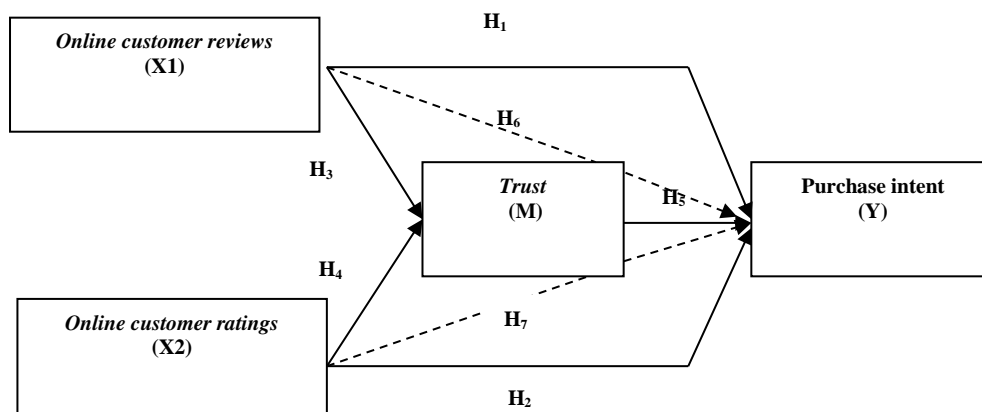 H₁
Online customer reviews
(X1)
H₆
H₃
Trust
(M)
H₅
Purchase intent
(Y)
H₄
Online customer ratings
(X2)
H₇
H₂